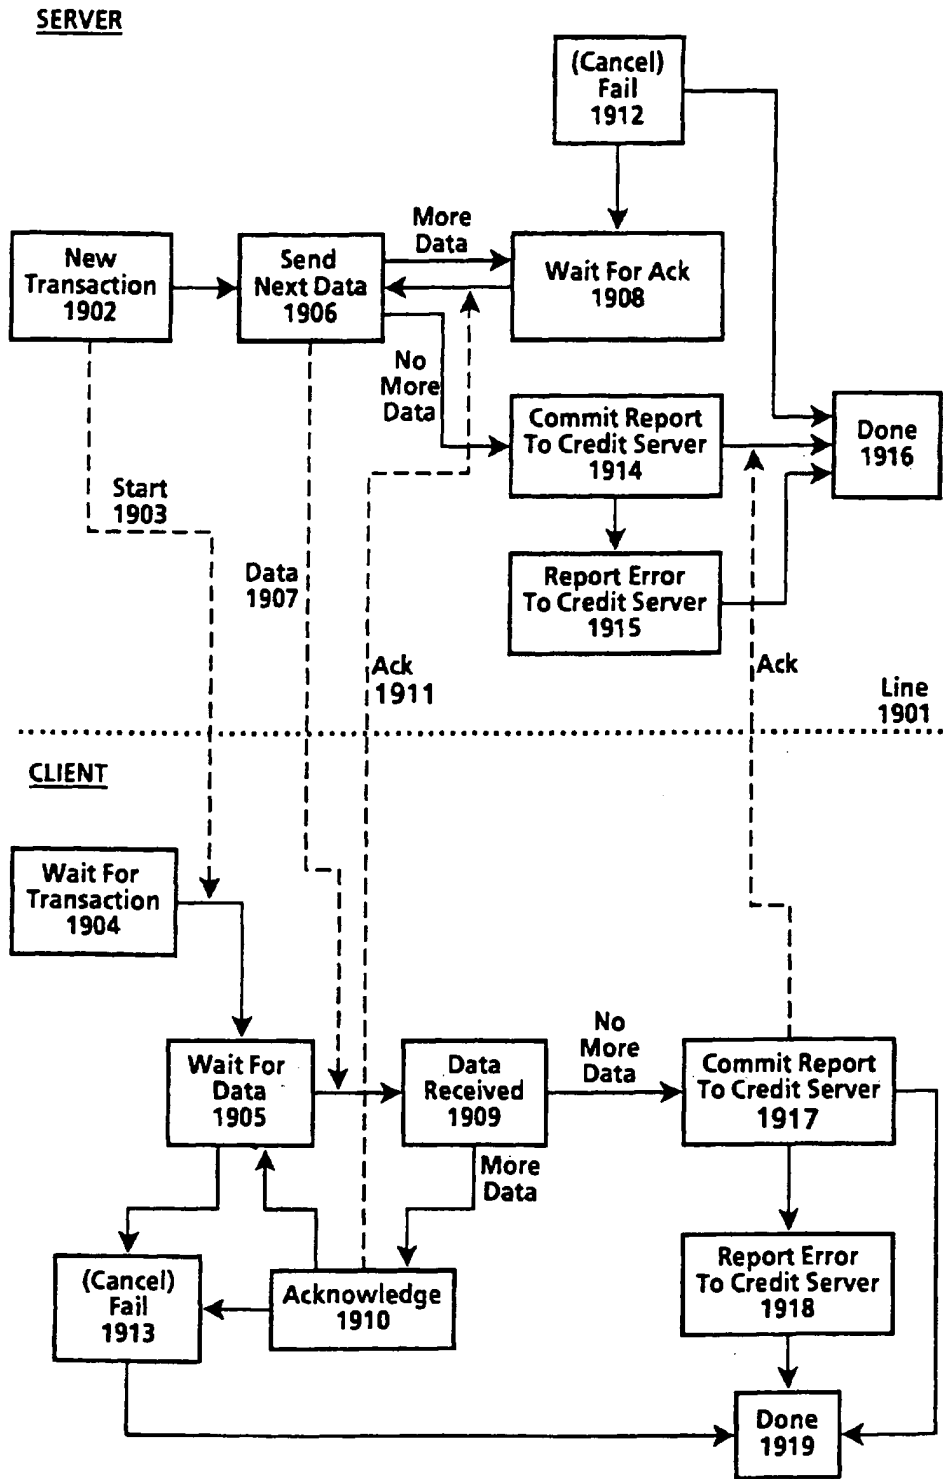 SERVER
(Cancel)
Fail
1912
New
Transaction
1902
Send
Next Data
1906
More
Data
Wait For Ack
1908
No
More
Data
Commit Report
To Credit Server
1914
Done
1916
Start
1903
Data
1907
Report Error
To Credit Server
1915
Ack
1911
Ack
Line
1901
CLIENT
Wait For
Transaction
1904
Wait For
Data
1905
Data
Received
1909
No
More
Data
Commit Report
To Credit Server
1917
More
Data
(Cancel)
Fail
1913
Acknowledge
1910
Report Error
To Credit Server
1918
Done
1919